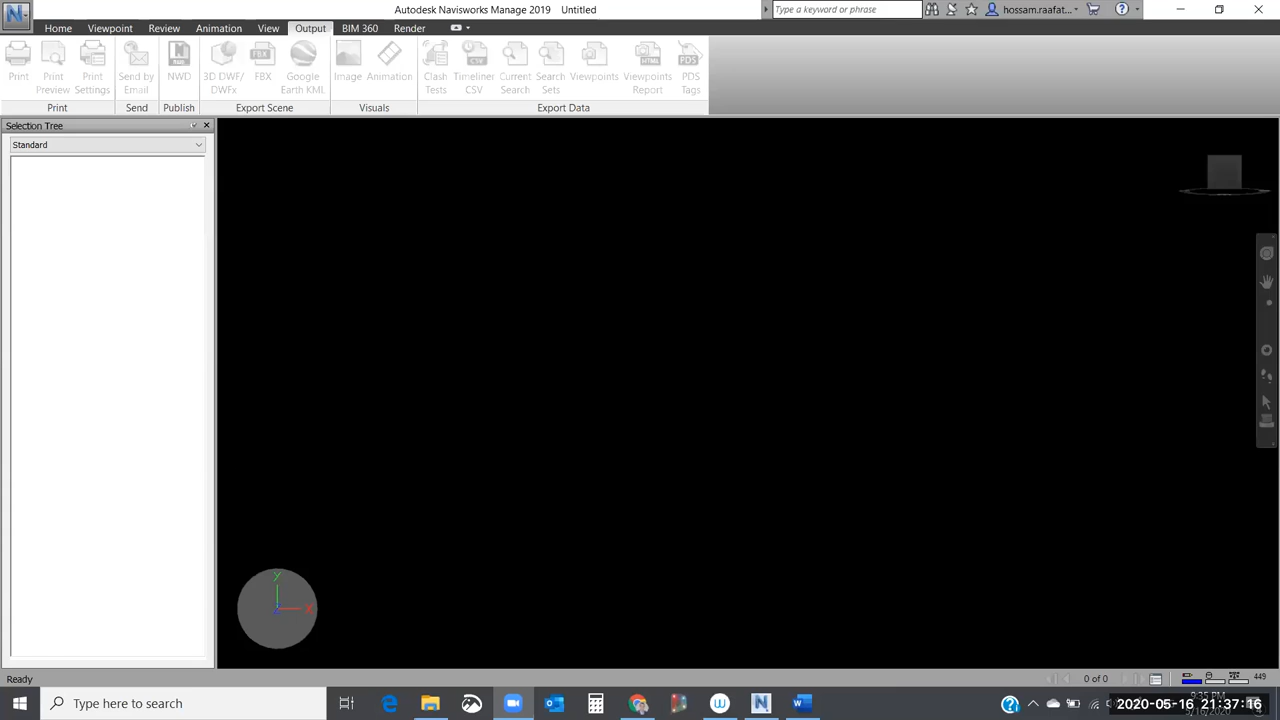 Autodesk Navisworks Manage 2019 Untitled
Type a keyword or phrase
hossam.raafat...
Home Viewpoint Review Animation View Output BIM 360 Render
Print Print Preview Print Settings Send by Email NWD 3D DWF/ DWFx FBX Google Earth KML Image Animation Clash Tests Timeliner CSV Current Search Search Sets Viewpoints Viewpoints Report PDS Tags
Print Send Publish Export Scene Visuals Export Data
Selection Tree
Standard
Y
X
Z
Ready
0 of 0
449
Type here to search
9:35 PM
2020-05-16 21:37:16